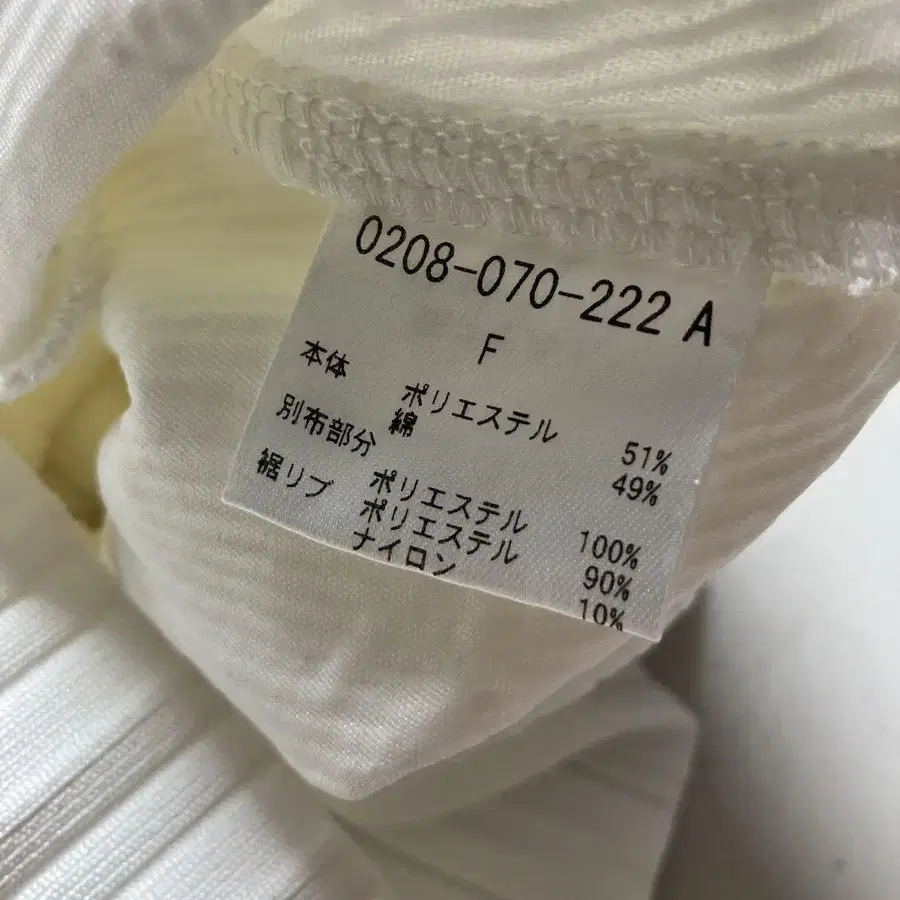 0208-070-222 A
F
本体 ポリエステル 51%
綿 49%
別布部分 ポリエステル 100%
裾リブ ポリエステル 90%
ナイロン 10%